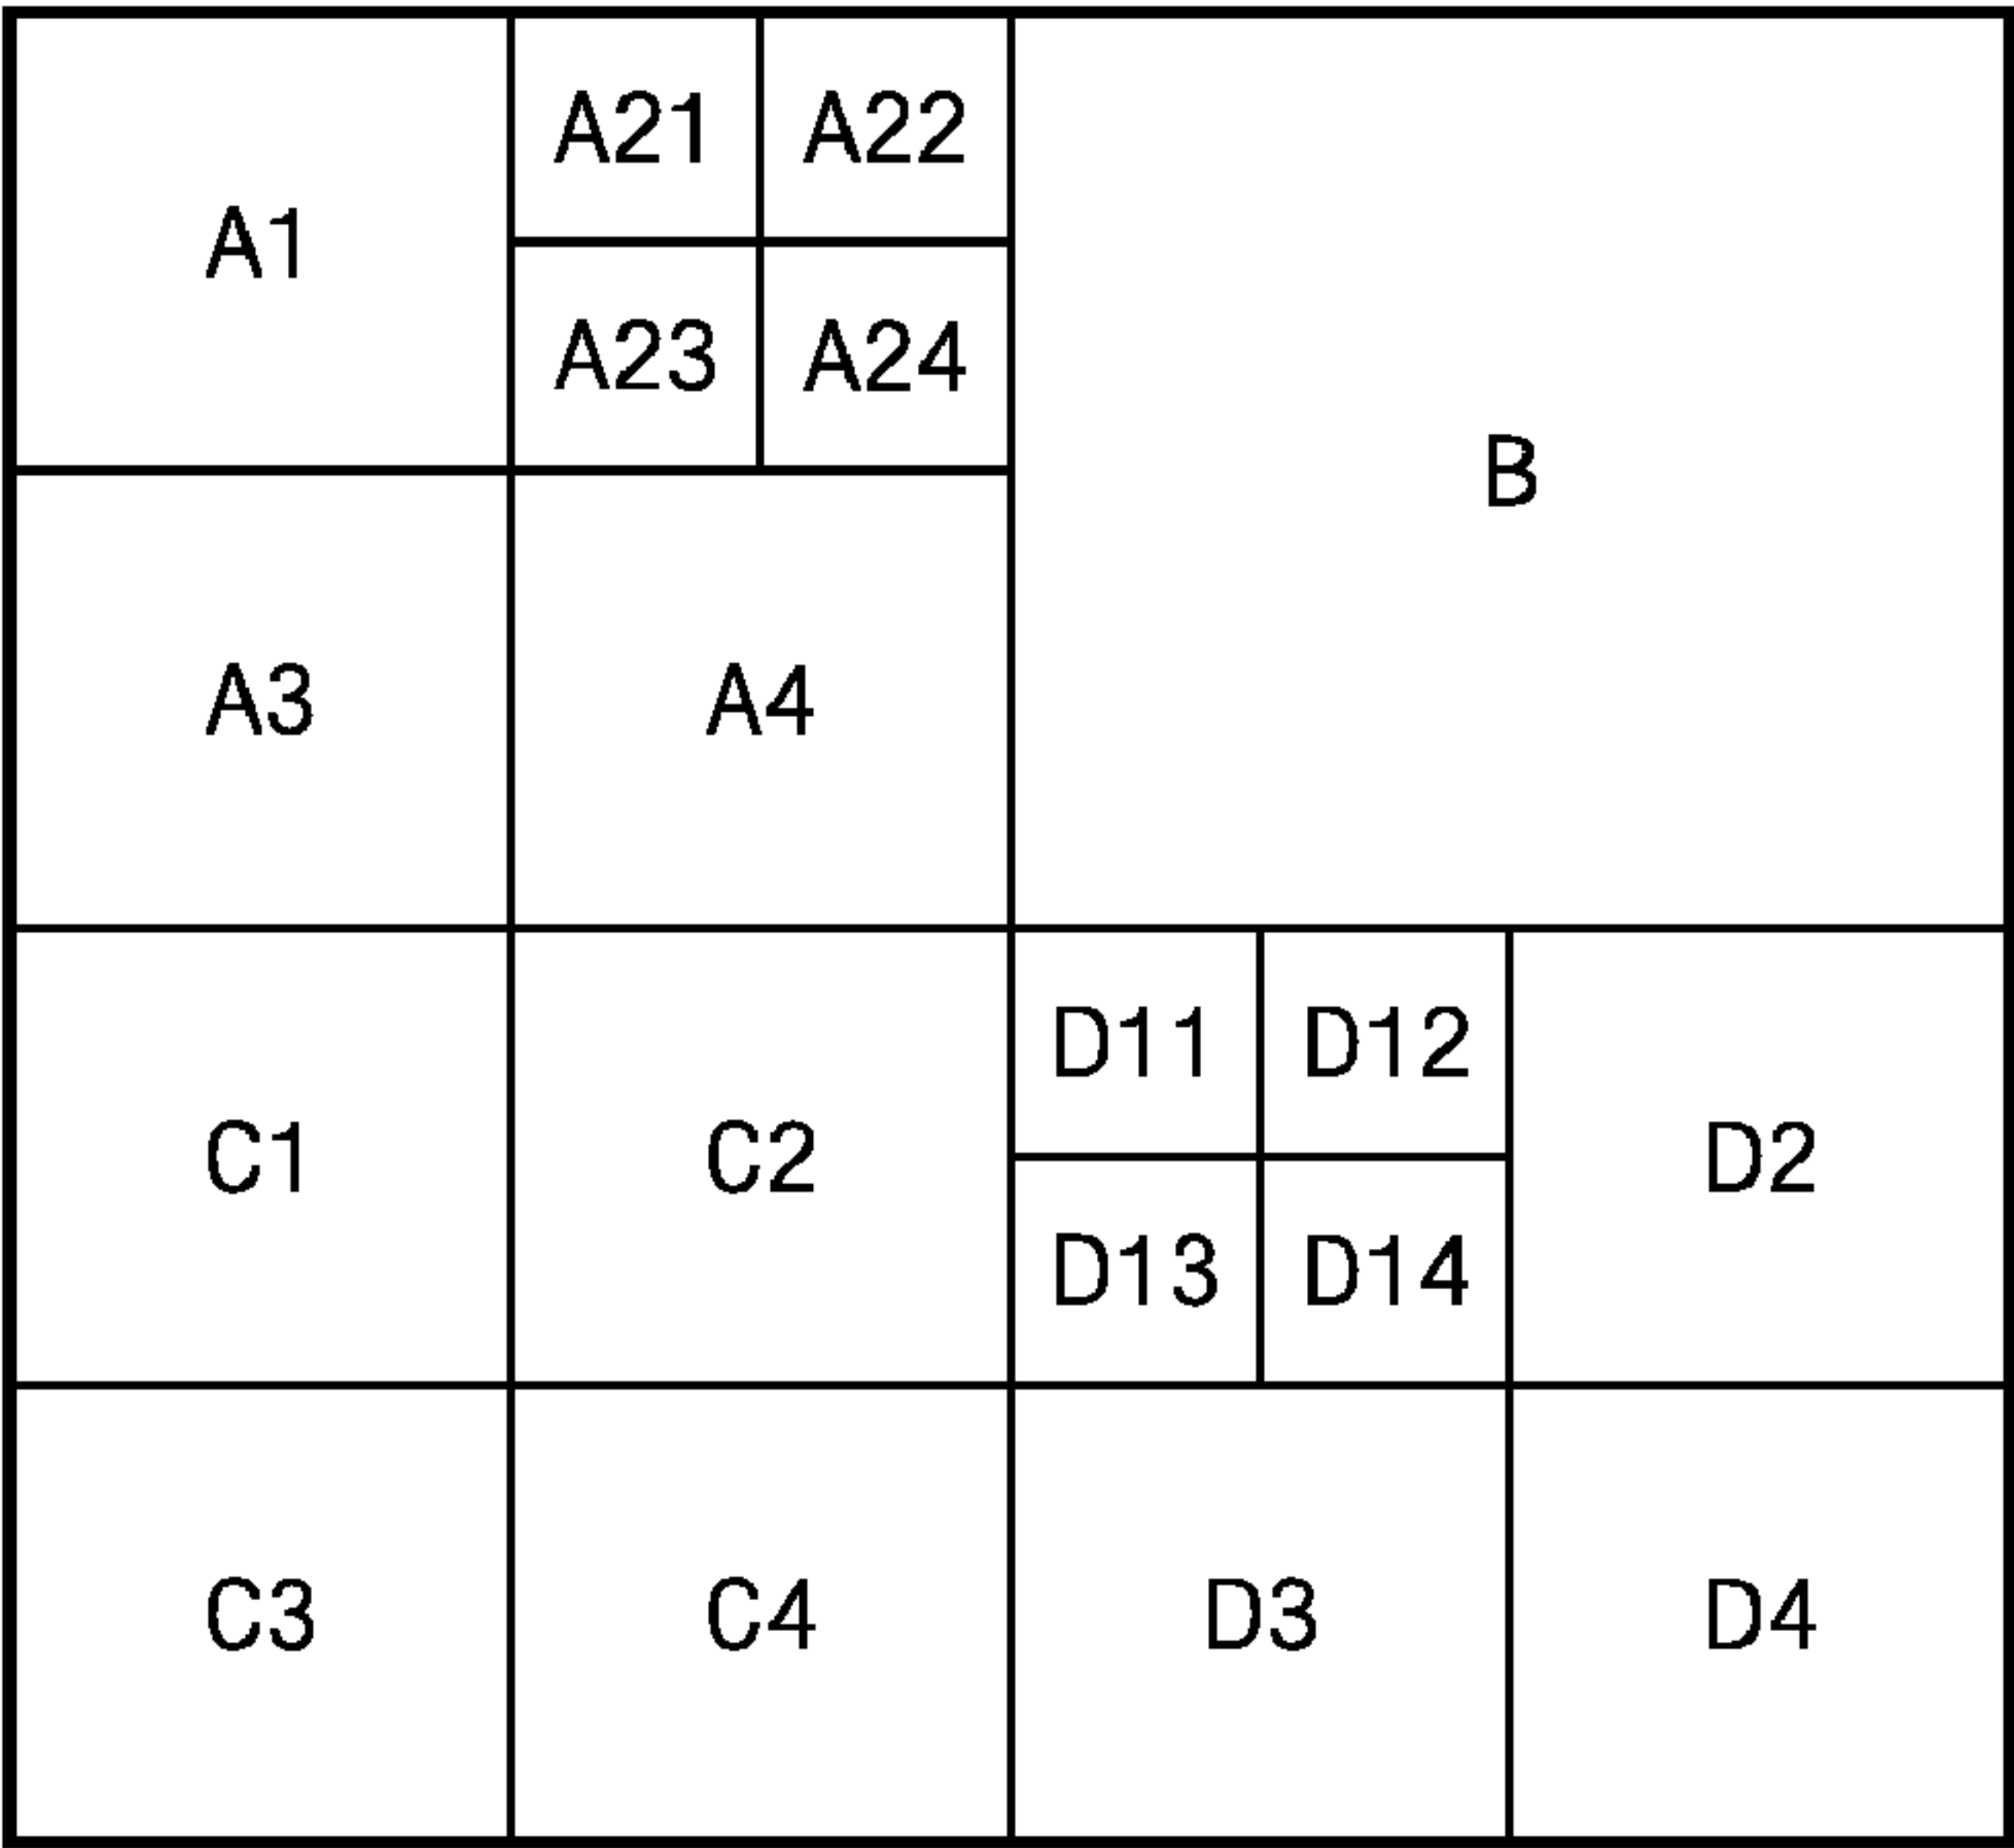 A21 A22
A1
A23 A24
B
A3 A4
D11 D12
C1 C2 D2
D13 D14
C3 C4 D3 D4